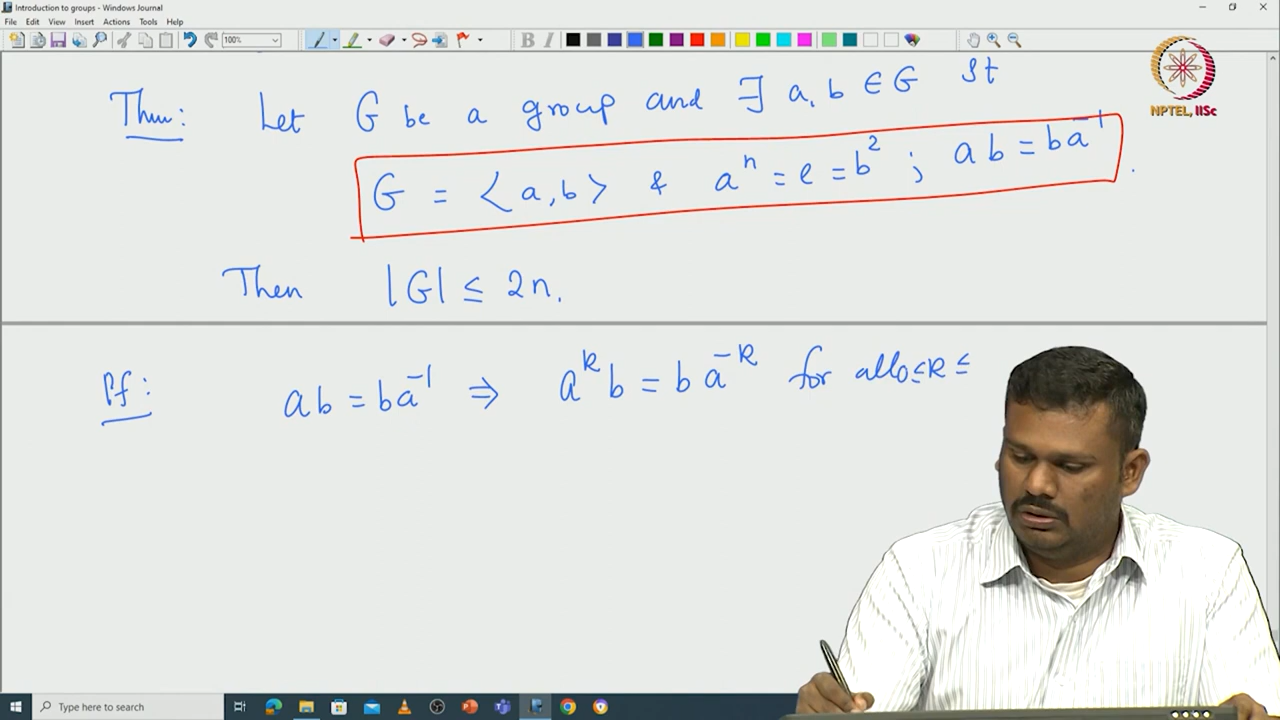 Introduction to groups - Windows Journal
File Edit View Insert Actions Tools Help
100% B I
NPTEL, IISc
Thm: Let G be a group and ∃ a, b ∈ G st
G = <a, b> & aⁿ = e = b² ; ab = ba⁻¹.
Then |G| ≤ 2n.
Pf: ab = ba⁻¹ ⇒ aᵏb = ba⁻ᵏ for all 0≤k≤
Type here to search